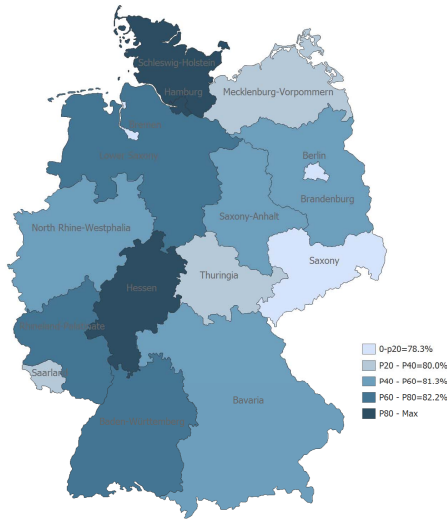 Schleswig-Holstein
Hamburg
Mecklenburg-Vorpommern
Bremen
Lower Saxony
Berlin
Brandenburg
Saxony-Anhalt
North Rhine-Westphalia
Saxony
Thuringia
Hessen
Rhineland-Palatinate
Saarland
Bavaria
Baden-Württemberg
0-p20=78.3%
P20 - P40=80.0%
P40 - P60=81.3%
P60 - P80=82.2%
P80 - Max